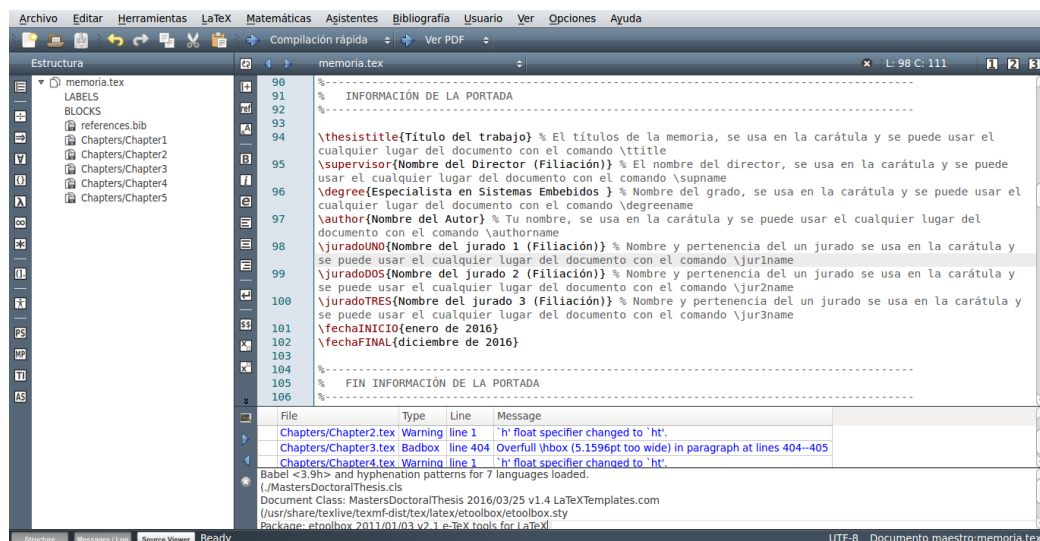 Archivo Editar Herramientas LaTeX Matemáticas Asistentes Bibliografía Usuario Ver Opciones Ayuda
Compilación rápida Ver PDF
Estructura memoria.tex L: 98 C: 111 1 2 3
memoria.tex
LABELS
BLOCKS
references.bib
Chapters/Chapter1
Chapters/Chapter2
Chapters/Chapter3
Chapters/Chapter4
Chapters/Chapter5
90 %----------------------------------------------------------------------------------------
91 % INFORMACIÓN DE LA PORTADA
92 %----------------------------------------------------------------------------------------
93
94 \thesistitle{Título del trabajo} % El títulos de la memoria, se usa en la carátula y se puede usar el
cualquier lugar del documento con el comando \ttitle
95 \supervisor{Nombre del Director (Filiación)} % El nombre del director, se usa en la carátula y se puede
usar el cualquier lugar del documento con el comando \supname
96 \degree{Especialista en Sistemas Embebidos } % Nombre del grado, se usa en la carátula y se puede usar el
cualquier lugar del documento con el comando \degreename
97 \author{Nombre del Autor} % Tu nombre, se usa en la carátula y se puede usar el cualquier lugar del
documento con el comando \authorname
98 \juradoUNO{Nombre del jurado 1 (Filiación)} % Nombre y pertenencia del un jurado se usa en la carátula y
se puede usar el cualquier lugar del documento con el comando \jur1name
99 \juradoDOS{Nombre del jurado 2 (Filiación)} % Nombre y pertenencia del un jurado se usa en la carátula y
se puede usar el cualquier lugar del documento con el comando \jur2name
100 \juradoTRES{Nombre del jurado 3 (Filiación)} % Nombre y pertenencia del un jurado se usa en la carátula y
se puede usar el cualquier lugar del documento con el comando \jur3name
101 \fechaINICIO{enero de 2016}
102 \fechaFINAL{diciembre de 2016}
103
104 %----------------------------------------------------------------------------------------
105 % FIN INFORMACIÓN DE LA PORTADA
106 %----------------------------------------------------------------------------------------
File Type Line Message
Chapters/Chapter2.tex Warning line 1 `h' float specifier changed to `ht'.
Chapters/Chapter3.tex Badbox line 404 Overfull \hbox (5.1596pt too wide) in paragraph at lines 404--405
Chapters/Chapter4.tex Warning line 1 `h' float specifier changed to `ht'.
Babel <3.9h> and hyphenation patterns for 7 languages loaded.
(./MastersDoctoralThesis.cls
Document Class: MastersDoctoralThesis 2016/03/25 v1.4 LaTeXTemplates.com
(/usr/share/texlive/texmf-dist/tex/latex/etoolbox/etoolbox.sty
Package: etoolbox 2011/01/03 v2.1 e-TeX tools for LaTeX
Structure Messages / Log Source Viewer Ready UTF-8 Documento maestro:memoria.tex